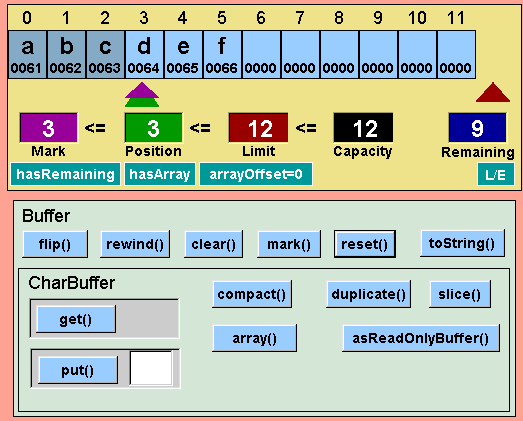 0 1 2 3 4 5 6 7 8 9 10 11
a b c d e f
0061 0062 0063 0064 0065 0066 0000 0000 0000 0000 0000 0000
3 <= 3 <= 12 <= 12 9
Mark Position Limit Capacity Remaining
hasRemaining hasArray arrayOffset=0 L/E
Buffer
flip() rewind() clear() mark() reset() toString()
CharBuffer
compact() duplicate() slice()
get()
array() asReadOnlyBuffer()
put()